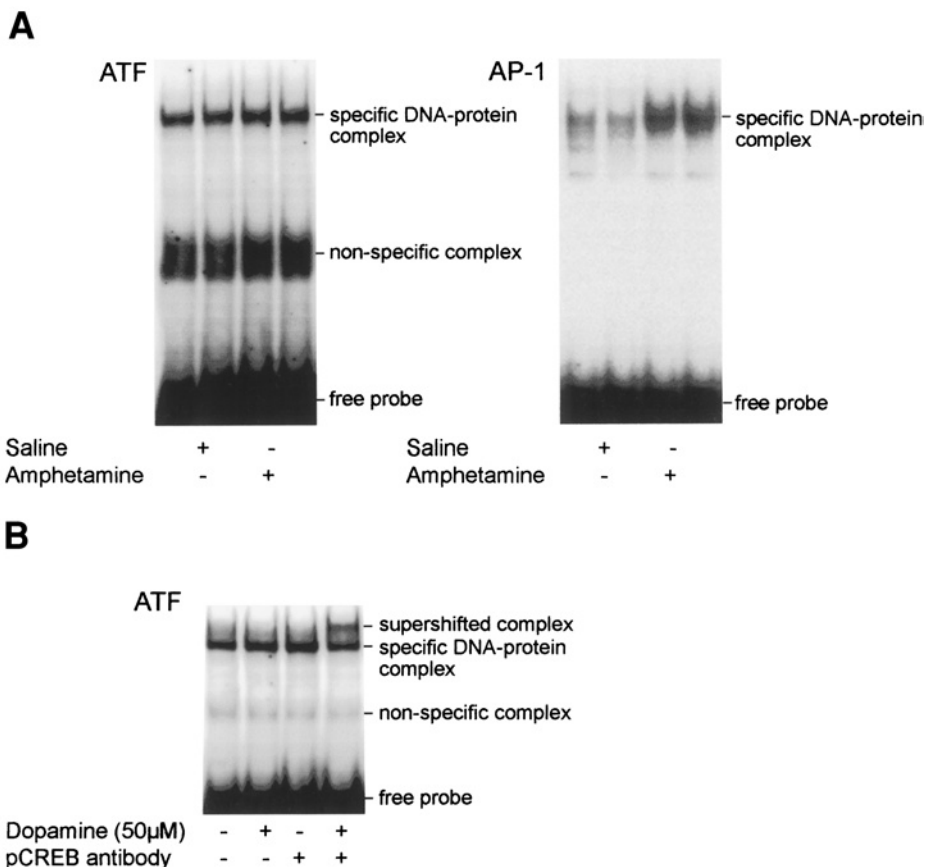 A
ATF
specific DNA-protein
complex
non-specific complex
free probe
Saline + -
Amphetamine - +
AP-1
specific DNA-protein
complex
free probe
Saline + -
Amphetamine - +
B
ATF
supershifted complex
specific DNA-protein
complex
non-specific complex
free probe
Dopamine (50µM) - + - +
pCREB antibody - - + +